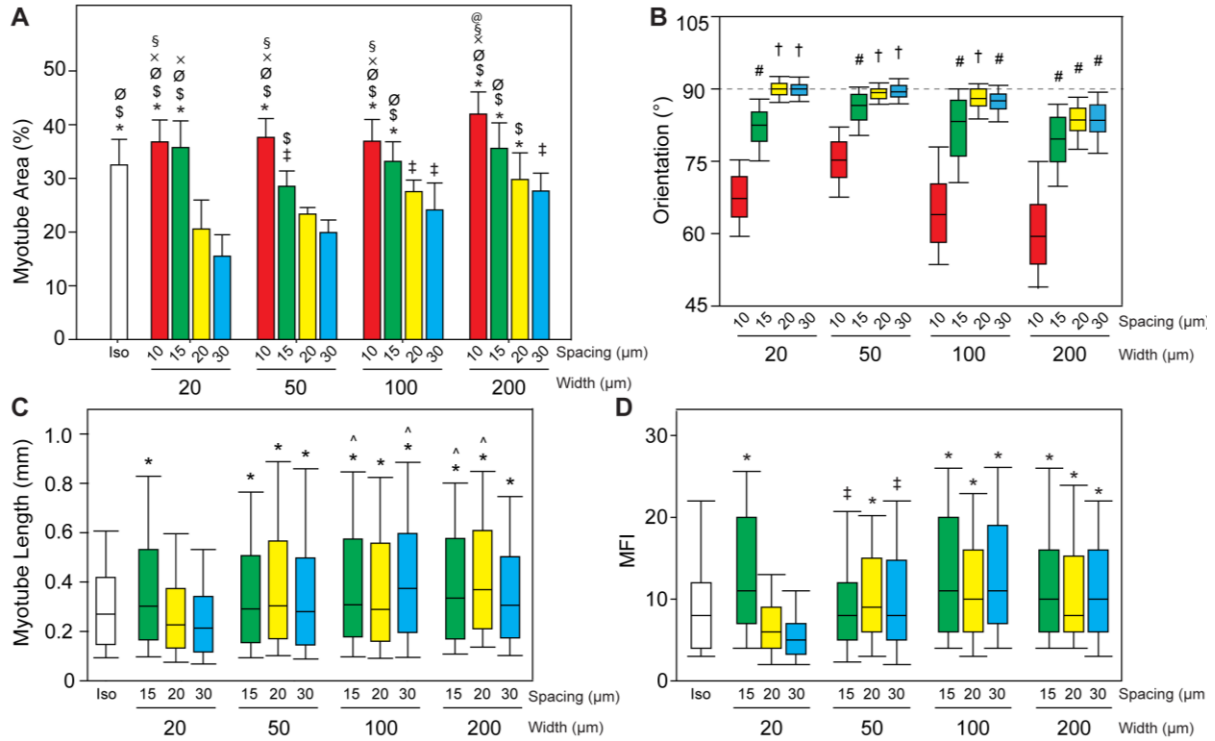 A
Myotube Area (%)
50
40
30
20
10
0
Ø
$
*
§
×
Ø
$
*
×
Ø
$
*
§
×
Ø
$
*
$
‡
§
×
Ø
$
*
Ø
$
*
‡
‡
@
§
×
Ø
$
*
Ø
$
*
$
*
‡
Iso 10 15 20 30 10 15 20 30 10 15 20 30 10 15 20 30 Spacing (µm)
20 50 100 200 Width (µm)
B
Orientation (°)
105
90
75
60
45
# † † # † † # † # # # #
10 15 20 30 10 15 20 30 10 15 20 30 10 15 20 30 Spacing (µm)
20 50 100 200 Width (µm)
C
Myotube Length (mm)
1.0
0.8
0.6
0.4
0.2
0
^ ^ ^ ^
* * * * * * * * * *
Iso 15 20 30 15 20 30 15 20 30 15 20 30 Spacing (µm)
20 50 100 200 Width (µm)
D
MFI
30
20
10
0
* ‡ * ‡ * * * * * *
Iso 15 20 30 15 20 30 15 20 30 15 20 30 Spacing (µm
20 50 100 200 Width (µm)